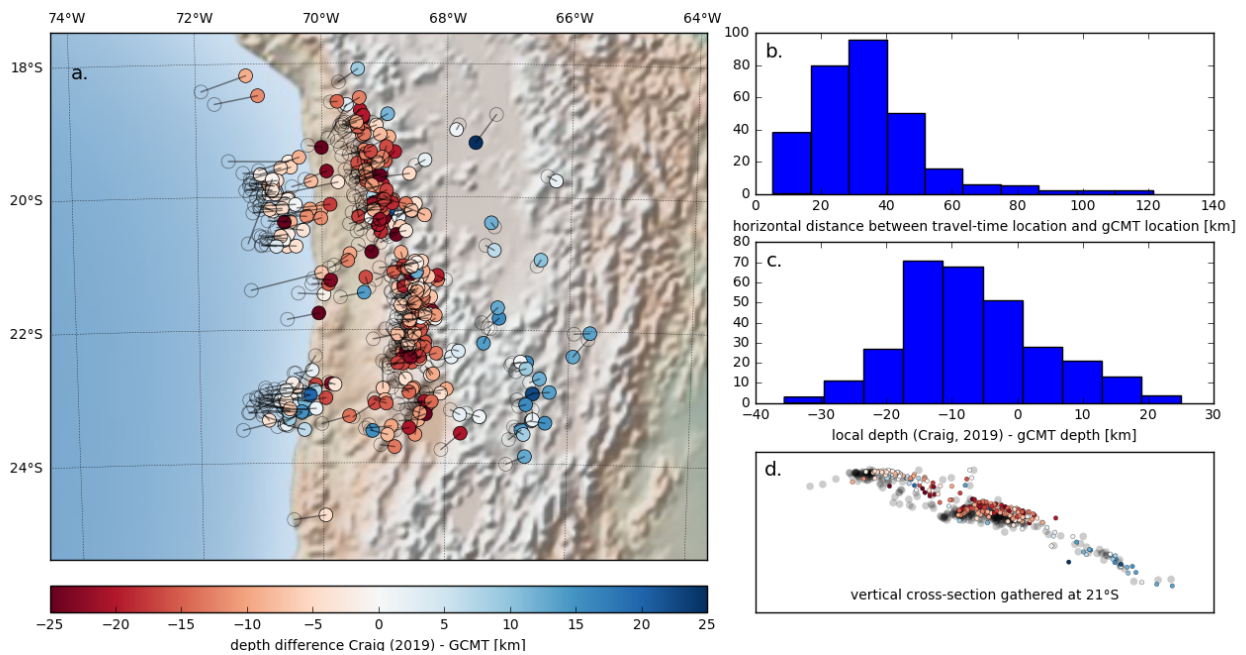 74°W 72°W 70°W 68°W 66°W 64°W
a.
18°S
20°S
22°S
24°S
−25 −20 −15 −10 −5 0 5 10 15 20 25
depth difference Craig (2019) - GCMT [km]
b.
100
80
60
40
20
0
0 20 40 60 80 100 120 140
horizontal distance between travel-time location and gCMT location [km]
c.
80
70
60
50
40
30
20
10
0
−40 −30 −20 −10 0 10 20 30
local depth (Craig, 2019) - gCMT depth [km]
d.
vertical cross-section gathered at 21°S